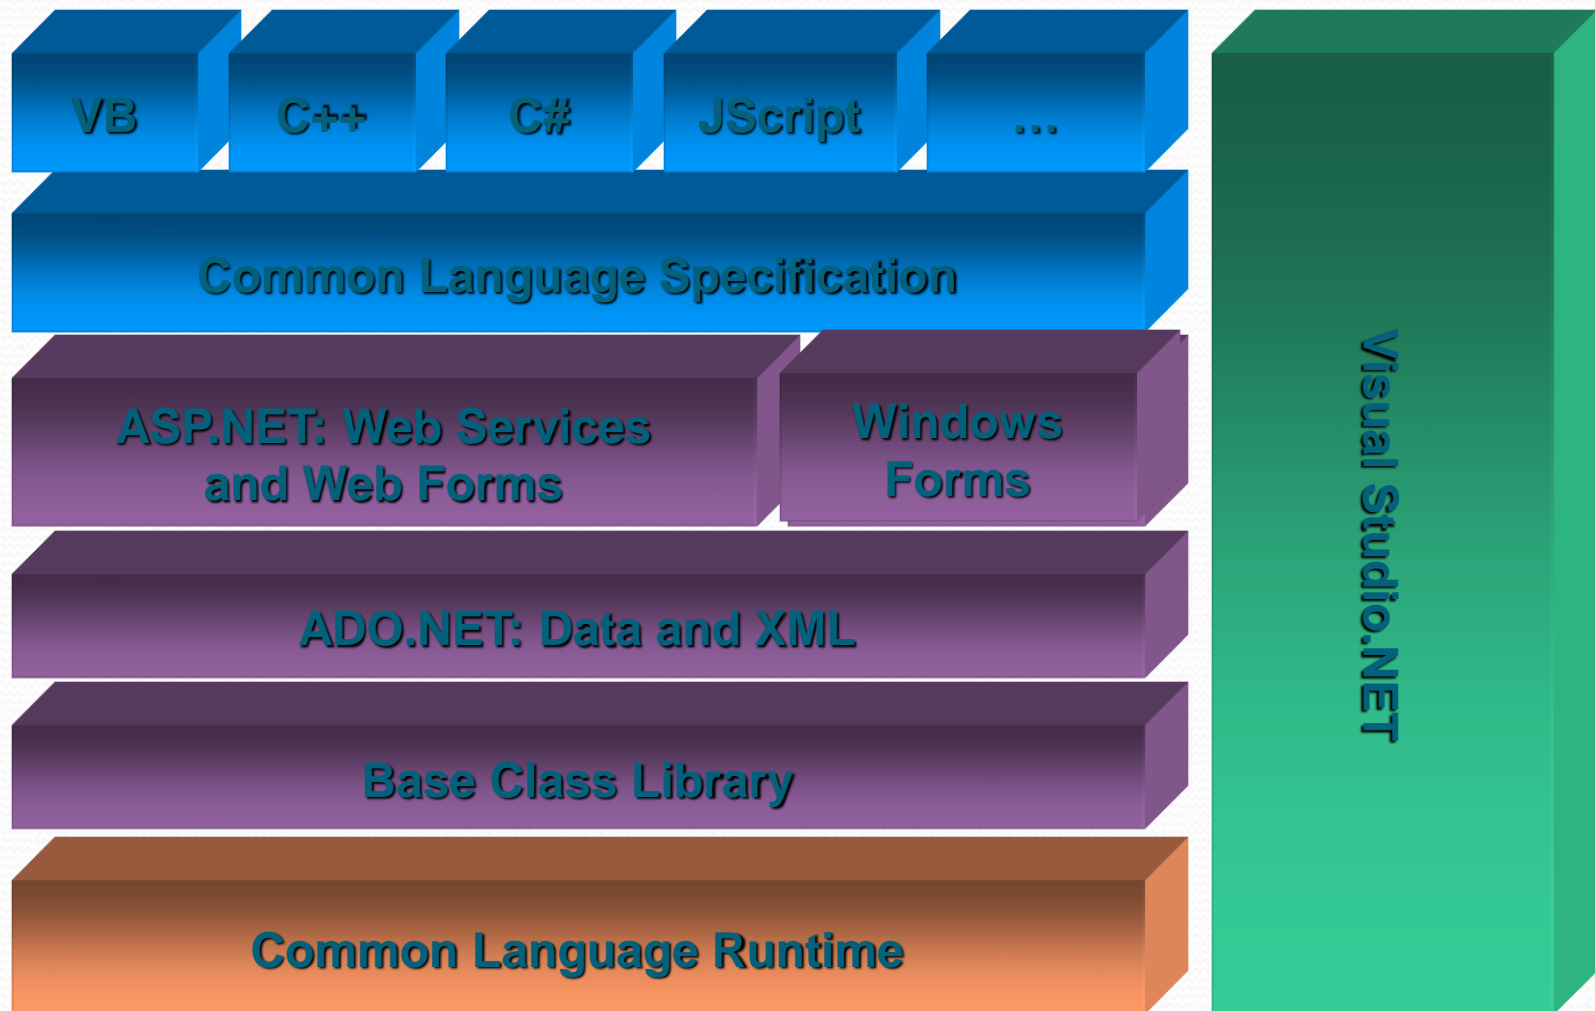 VB
C++
C#
JScript
...
Common Language Specification
ASP.NET: Web Services
and Web Forms
Windows
Forms
ADO.NET: Data and XML
Base Class Library
Common Language Runtime
Visual Studio.NET